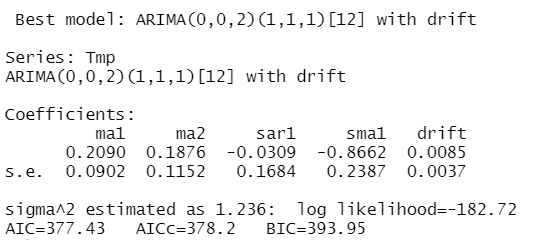 Best model: ARIMA(0,0,2)(1,1,1)[12] with drift
Series: Tmp
ARIMA(0,0,2)(1,1,1)[12] with drift
Coefficients:
ma1 ma2 sar1 sma1 drift
0.2090 0.1876 -0.0309 -0.8662 0.0085
s.e. 0.0902 0.1152 0.1684 0.2387 0.0037
sigma^2 estimated as 1.236: log likelihood=-182.72
AIC=377.43 AICc=378.2 BIC=393.95